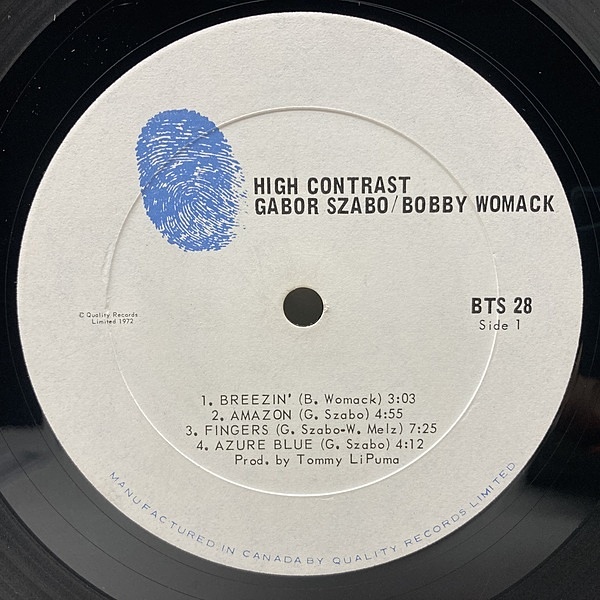 HIGH CONTRAST
GABOR SZABO/BOBBY WOMACK
© Quality Records
Limited 1972
BTS 28
Side 1
1. BREEZIN' (B. Womack) 3:03
2. AMAZON (G. Szabo) 4:55
3. FINGERS (G. Szabo-W. Melz) 7:25
4. AZURE BLUE (G. Szabo) 4:12
Prod. by Tommy LiPuma
MANUFACTURED IN CANADA BY QUALITY RECORDS LIMITED